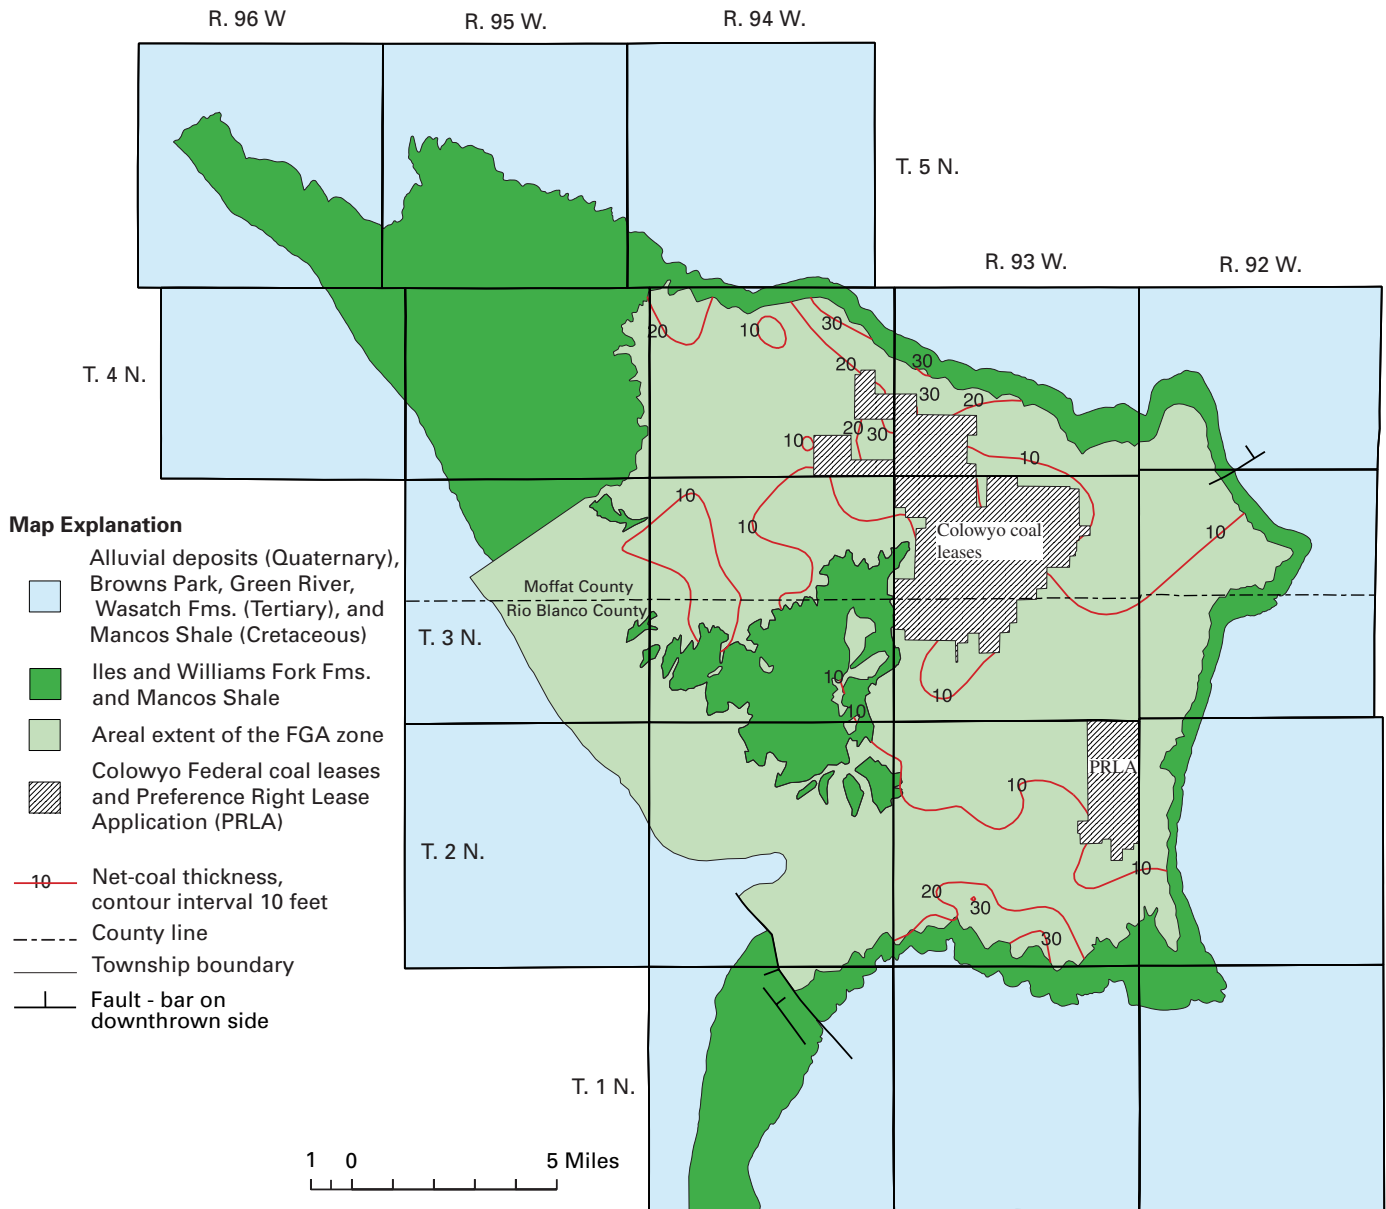 R. 96 W
R. 95 W.
R. 94 W.
T. 5 N.
R. 93 W.
R. 92 W.
T. 4 N.
20
10
30
20
30
30
20
20
30
10
10
10
10
10
Colowyo coal
leases
Moffat County
Rio Blanco County
T. 3 N.
10
10
10
PRLA
10
T. 2 N.
10
20
30
30
T. 1 N.
Map Explanation
Alluvial deposits (Quaternary),
Browns Park, Green River,
Wasatch Fms. (Tertiary), and
Mancos Shale (Cretaceous)
Iles and Williams Fork Fms.
and Mancos Shale
Areal extent of the FGA zone
Colowyo Federal coal leases
and Preference Right Lease
Application (PRLA)
10
Net-coal thickness,
contour interval 10 feet
County line
Township boundary
Fault - bar on
downthrown side
1 0 5 Miles